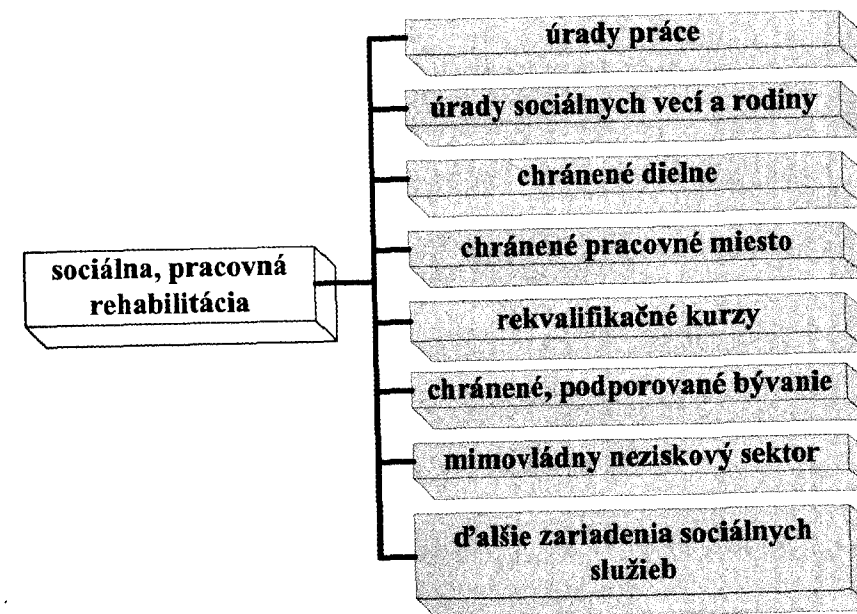 úrady práce
úrady sociálnych vecí a rodiny
chránené dielne
chránené pracovné miesto
sociálna, pracovná
rehabilitácia
rekvalifikačné kurzy
chránené, podporované bývanie
mimovládny neziskový sektor
ďalšie zariadenia sociálnych
služieb